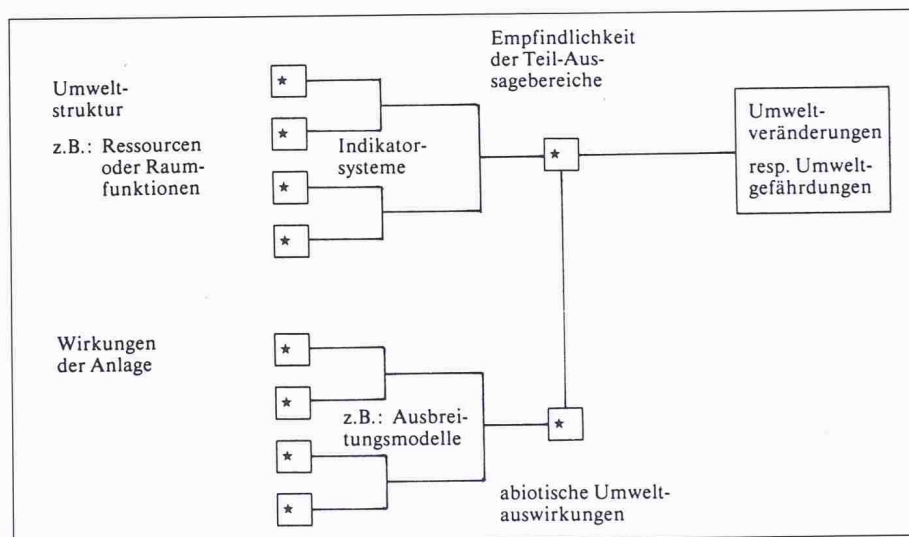 Umwelt-
struktur
z.B.: Ressourcen
oder Raum-
funktionen
Indikator-
systeme
Empfindlichkeit
der Teil-Aus-
sagebereiche
Umwelt-
veränderungen
resp. Umwelt-
gefährdungen
Wirkungen
der Anlage
z.B.: Ausbrei-
tungsmodelle
abiotische Umwelt-
auswirkungen